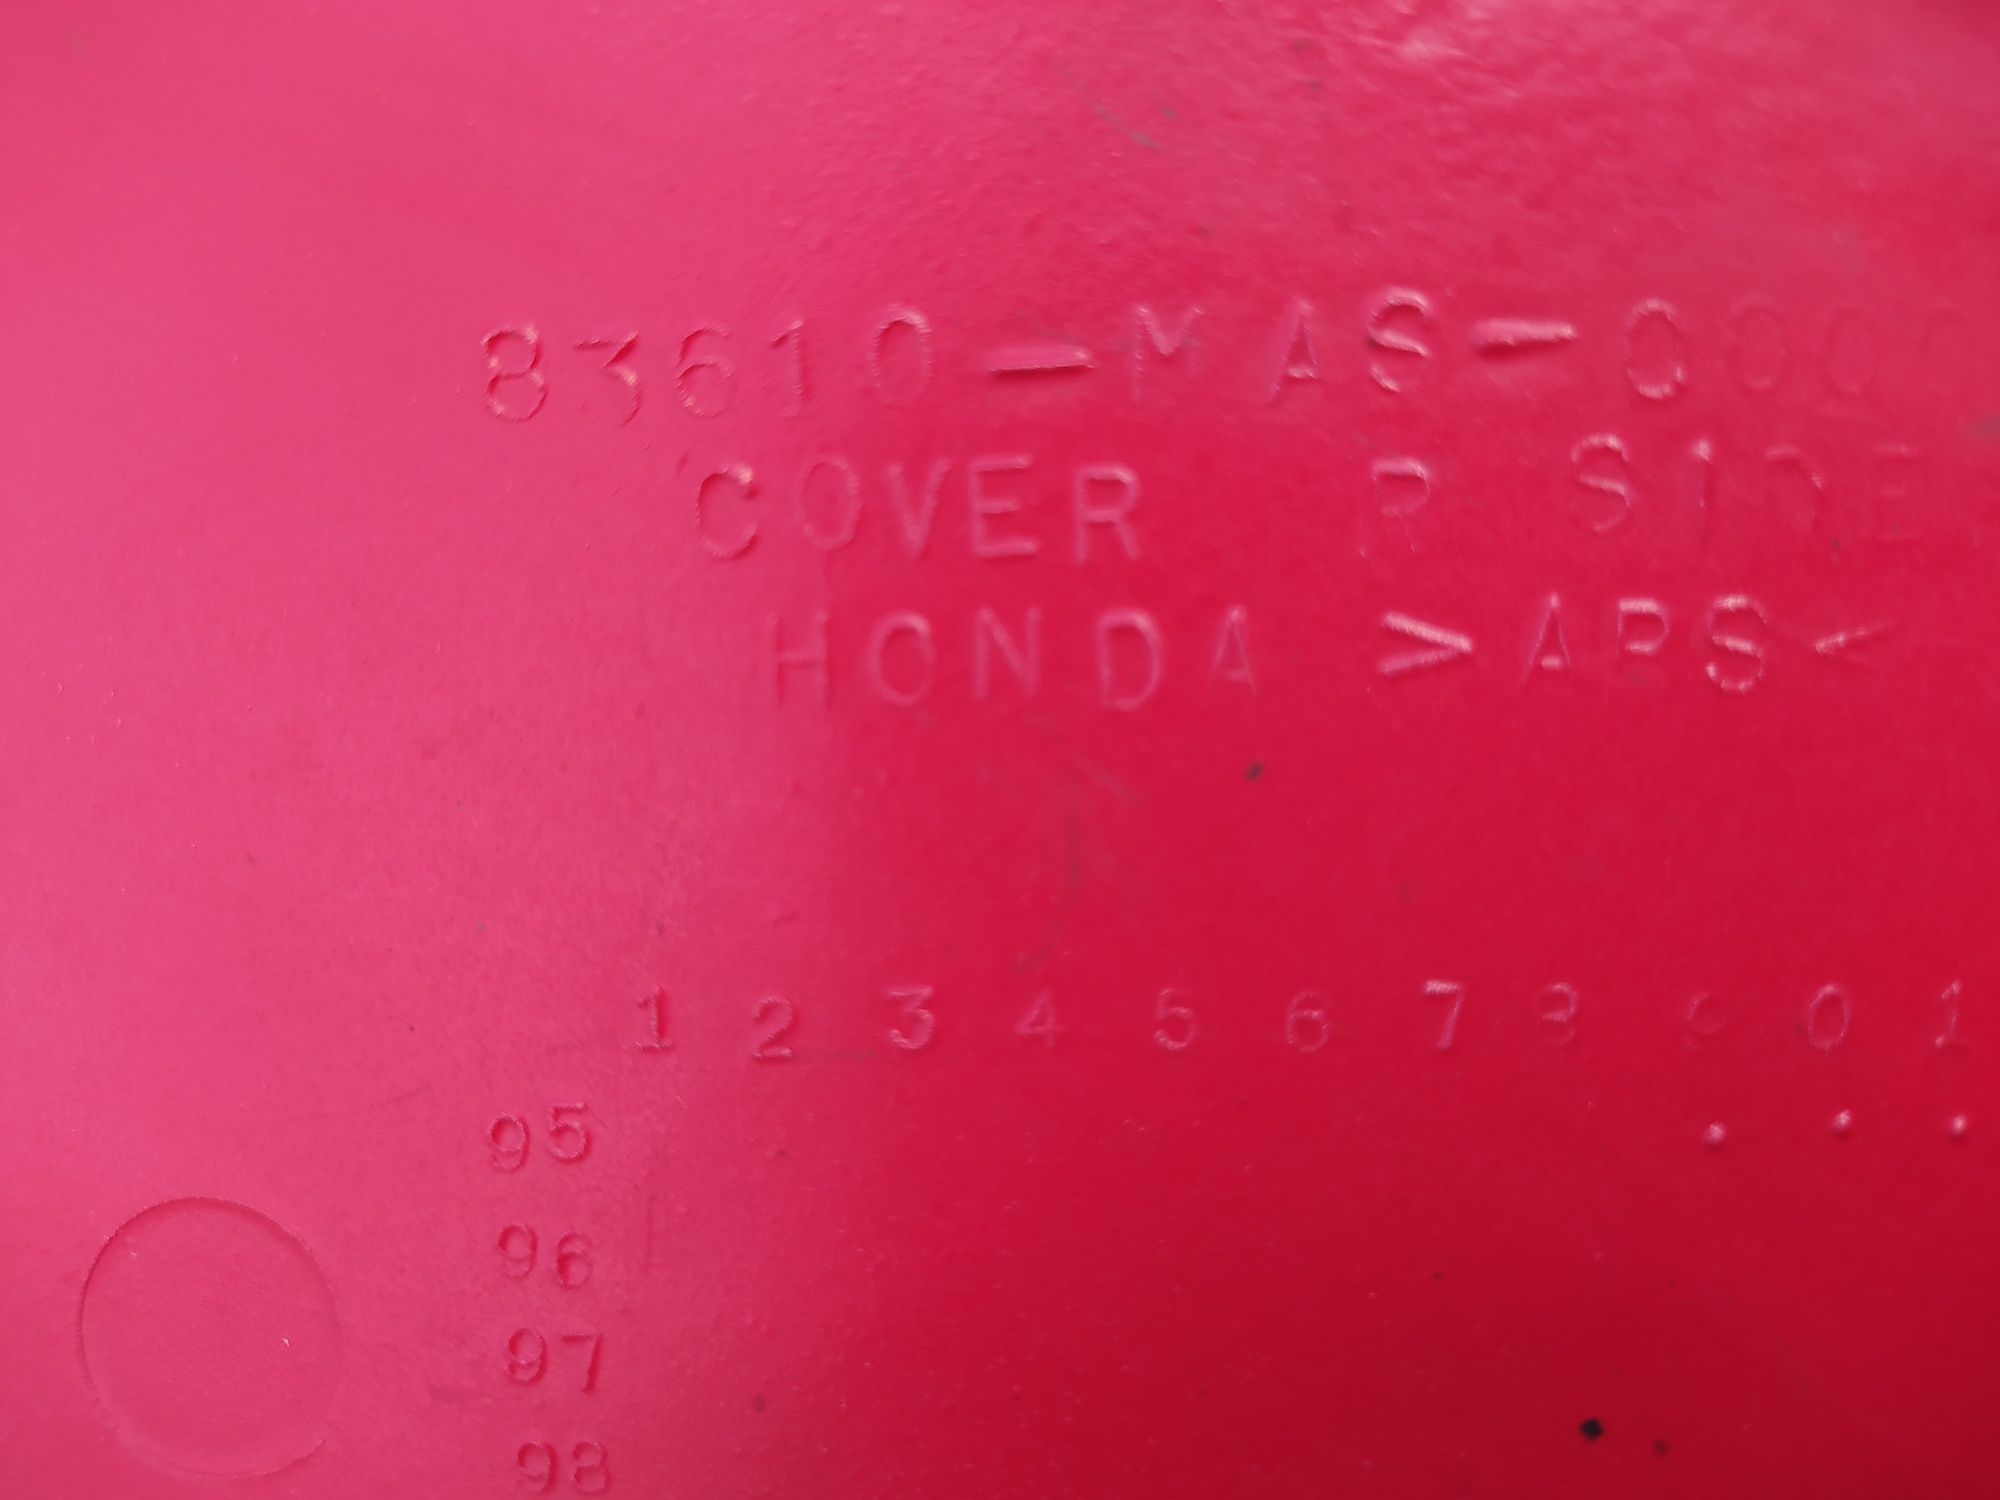 83610-MAS-0000
COVER R SIDE
HONDA >ABS<
1 2 3 4 5 6 7 8 9 0 1
95
96
97
98